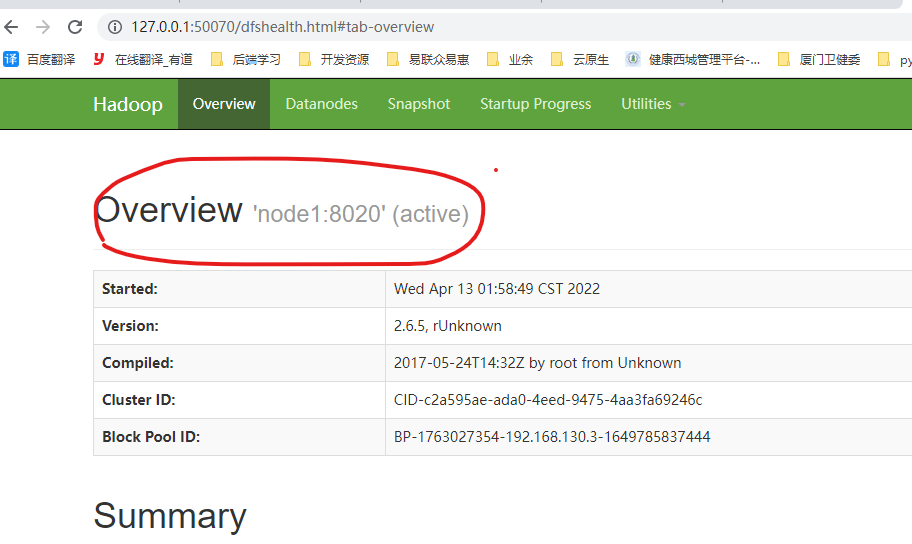 127.0.0.1:50070/dfshealth.html#tab-overview
译 百度翻译 y 在线翻译_有道 后端学习 开发资源 易联众易惠 业余 云原生 健康西城管理平台-... 厦门卫健委 py
Hadoop Overview Datanodes Snapshot Startup Progress Utilities
Overview 'node1:8020' (active)
Started: Wed Apr 13 01:58:49 CST 2022
Version: 2.6.5, rUnknown
Compiled: 2017-05-24T14:32Z by root from Unknown
Cluster ID: CID-c2a595ae-ada0-4eed-9475-4aa3fa69246c
Block Pool ID: BP-1763027354-192.168.130.3-1649785837444
Summary